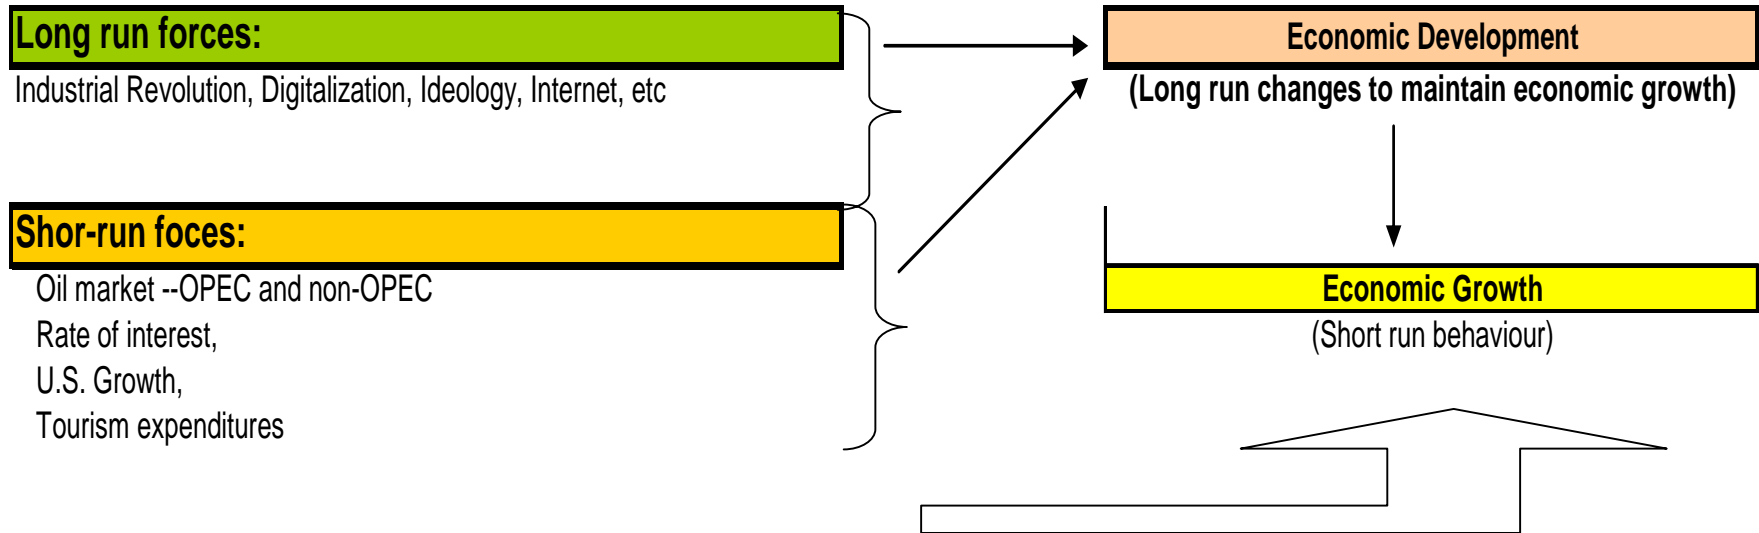 Long run forces:
Industrial Revolution, Digitalization, Ideology, Internet, etc
Shor-run foces:
Oil market --OPEC and non-OPEC
Rate of interest,
U.S. Growth,
Tourism expenditures
Economic Development
(Long run changes to maintain economic growth)
Economic Growth
(Short run behaviour)